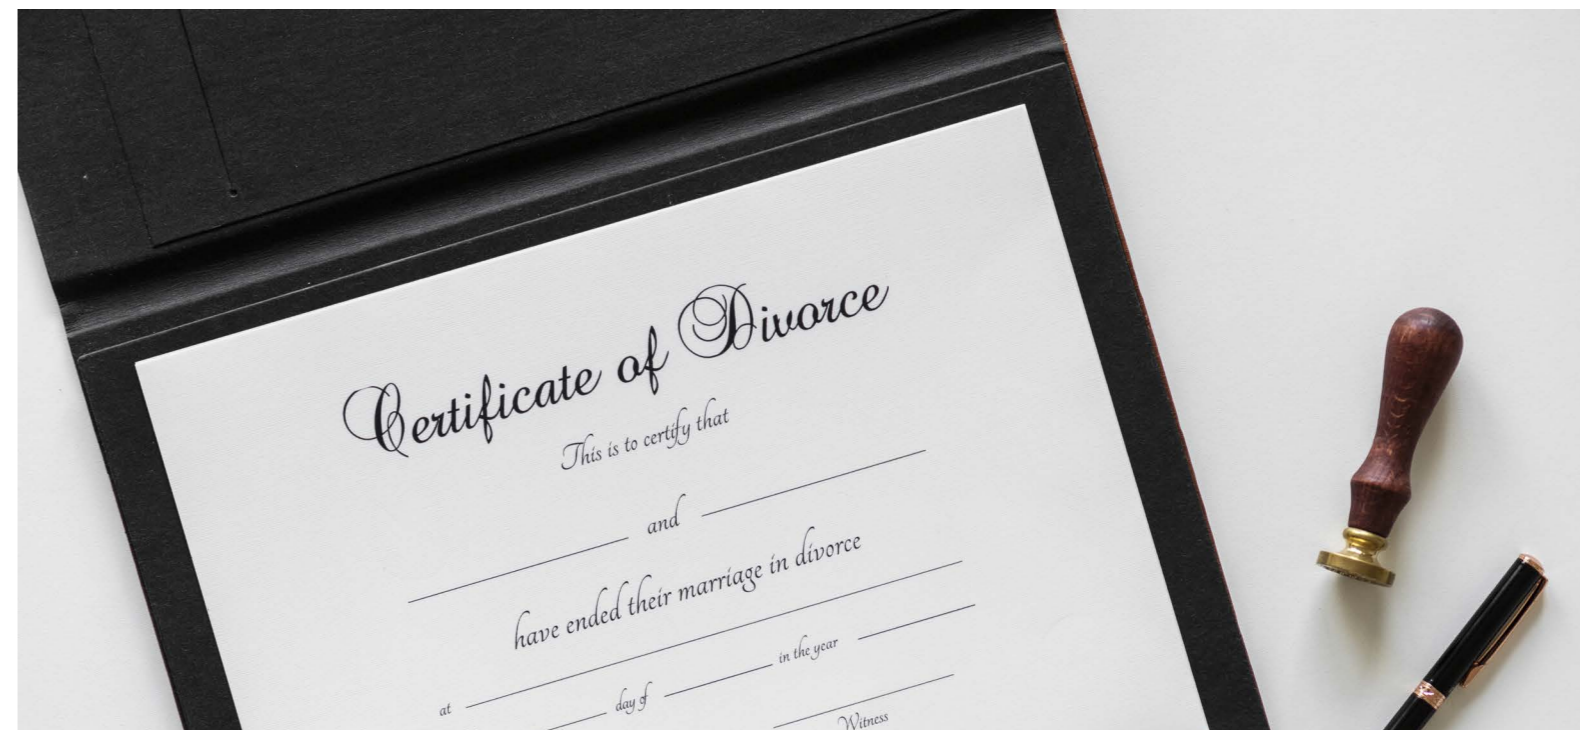 Certificate of Divorce
This is to certify that
and
have ended their marriage in divorce
at
day of in the year
Witness